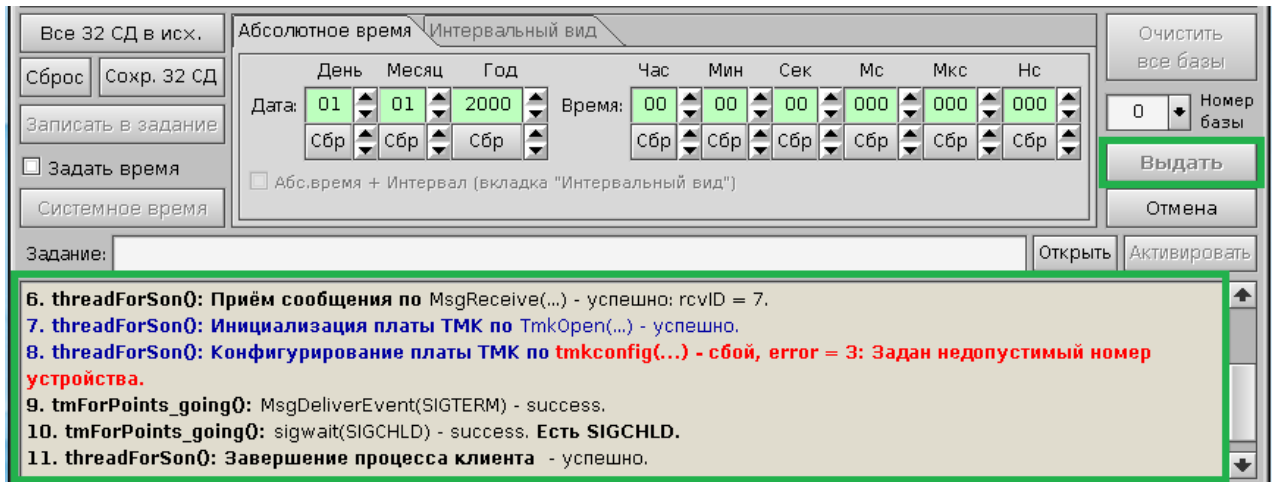 Все 32 СД в исх.
Абсолютное время Интервальный вид
Очистить
все базы
Сброс Сохр. 32 СД
День Месяц Год Час Мин Сек Мс Мкс Нс
Дата: 01 01 2000 Время: 00 00 00 000 000 000
0 Номер
базы
Записать в задание
Сбр Сбр Сбр Сбр Сбр Сбр Сбр Сбр Сбр
Задать время
Выдать
Абс.время + Интервал (вкладка "Интервальный вид")
Системное время
Отмена
Задание: Открыть Активировать
6. threadForSon(): Приём сообщения по MsgReceive(...) - успешно: rcvID = 7.
7. threadForSon(): Инициализация платы ТМК по TmkOpen(...) - успешно.
8. threadForSon(): Конфигурирование платы ТМК по tmkconfig(...) - сбой, error = 3: Задан недопустимый номер
устройства.
9. tmForPoints_going(): MsgDeliverEvent(SIGTERM) - success.
10. tmForPoints_going(): sigwait(SIGCHLD) - success. Есть SIGCHLD.
11. threadForSon(): Завершение процесса клиента - успешно.